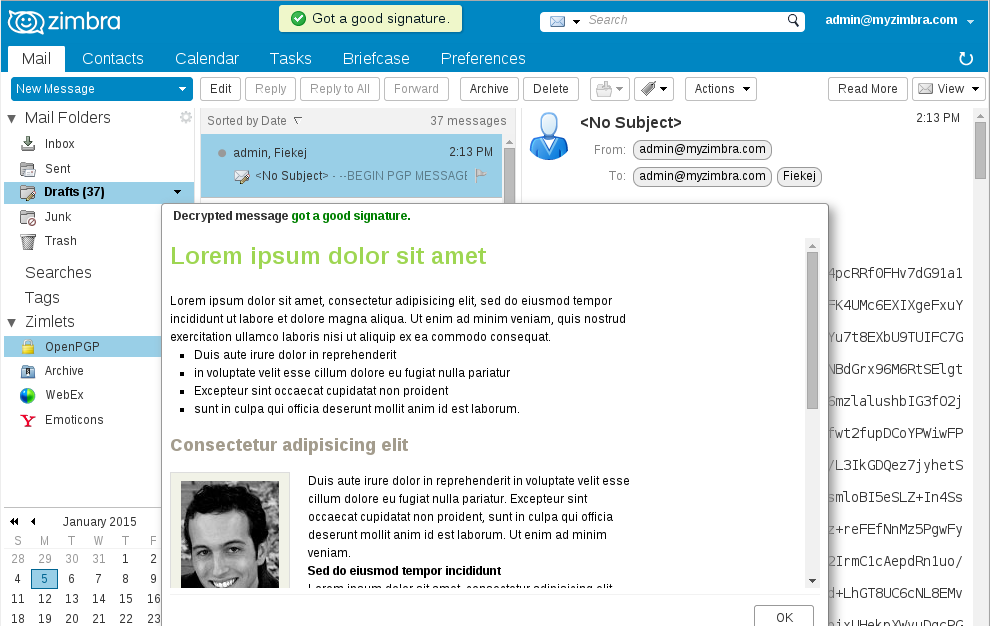 zimbra
Got a good signature.
Search
admin@myzimbra.com
Mail Contacts Calendar Tasks Briefcase Preferences
New Message Edit Reply Reply to All Forward Archive Delete Actions Read More View
Mail Folders
Inbox
Sent
Drafts (37)
Junk
Trash
Searches
Tags
Zimlets
OpenPGP
Archive
WebEx
Emoticons
January 2015
S M T W T F
28 29 30 31 1 2
4 5 6 7 8 9
11 12 13 14 15 16
18 19 20 21 22 23
Sorted by Date 37 messages
admin, Fiekej 2:13 PM
<No Subject> - --BEGIN PGP MESSAGE
<No Subject> 2:13 PM
From: admin@myzimbra.com
To: admin@myzimbra.com Fiekej
Decrypted message got a good signature.
Lorem ipsum dolor sit amet
Lorem ipsum dolor sit amet, consectetur adipisicing elit, sed do eiusmod tempor
incididunt ut labore et dolore magna aliqua. Ut enim ad minim veniam, quis nostrud
exercitation ullamco laboris nisi ut aliquip ex ea commodo consequat.
Duis aute irure dolor in reprehenderit
in voluptate velit esse cillum dolore eu fugiat nulla pariatur
Excepteur sint occaecat cupidatat non proident
sunt in culpa qui officia deserunt mollit anim id est laborum.
Consectetur adipisicing elit
Duis aute irure dolor in reprehenderit in voluptate velit esse
cillum dolore eu fugiat nulla pariatur. Excepteur sint
occaecat cupidatat non proident, sunt in culpa qui officia
deserunt mollit anim id est laborum. Ut enim ad minim
veniam.
Sed do eiusmod tempor incididunt
Lorem ipsum dolor sit amet, consectetur adipisicing elit,
OK
4pcRRf0FHv7dG91a1
FK4UMc6EXIXgeFxuY
Yu7t8EXbU9TUIFC7G
NBdGrx96M6RtSElgt
6mzlalushbIG3fO2j
fwt2fupDCoYPWiwFP
/L3IkGDQez7jyhetS
smloBI5eSLZ+In4Ss
z+reFEfNnMz5PgwFy
2IrmC1cAepdRn1uo/
d+LhGT8UC6cNL8EMv